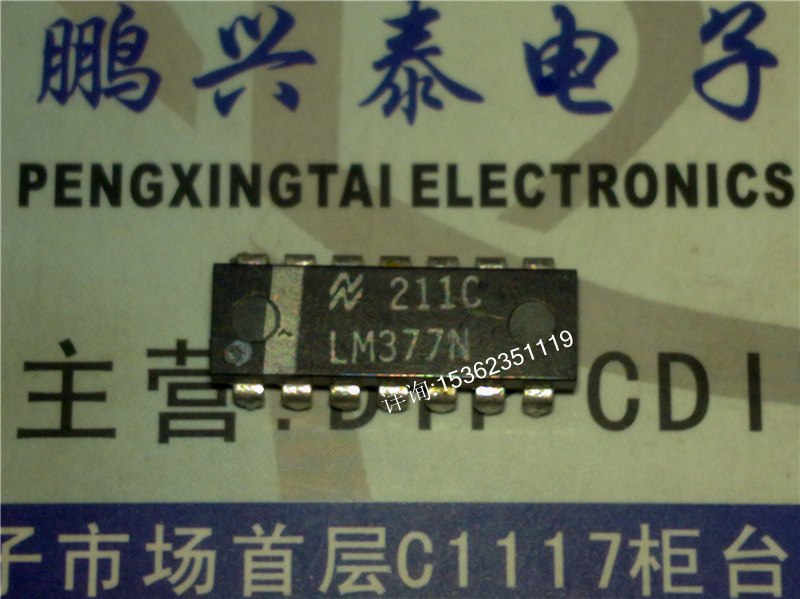 鹏兴泰电子
PENGXINGTAI ELECTRONICS
211C
LM377N
详询:15362351119
主营:DIP CDI
子市场首层C1117柜台